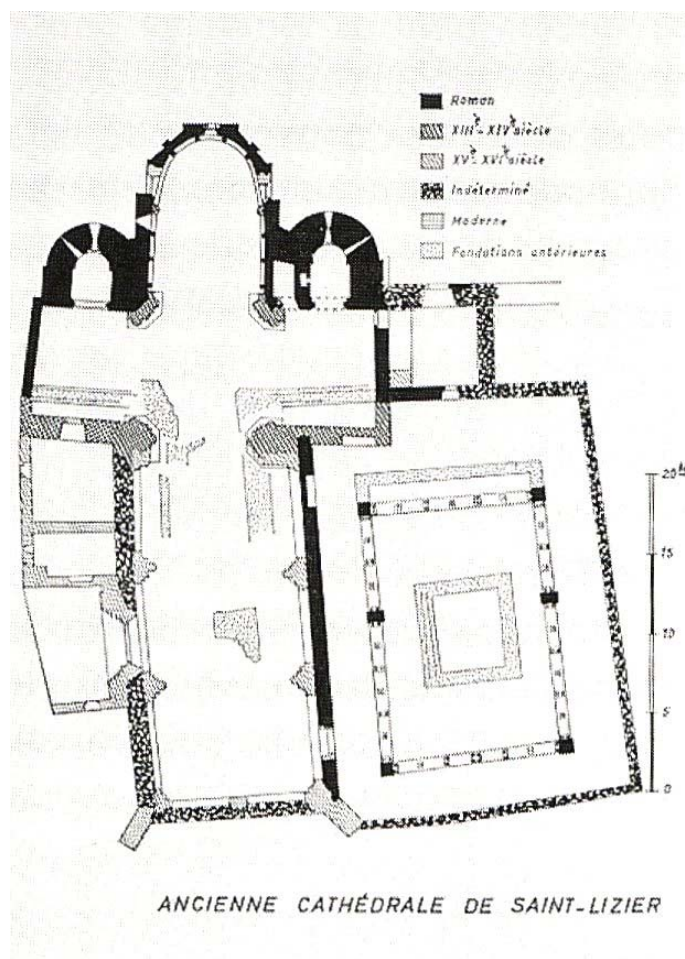 Roman
XIIIᵉ-XIVᵉ siècle
XVᵉ-XVIᵉ siècle
Indéterminé
Moderne
Fondations antérieures
20 M
15
10
5
0
ANCIENNE CATHÉDRALE DE SAINT-LIZIER